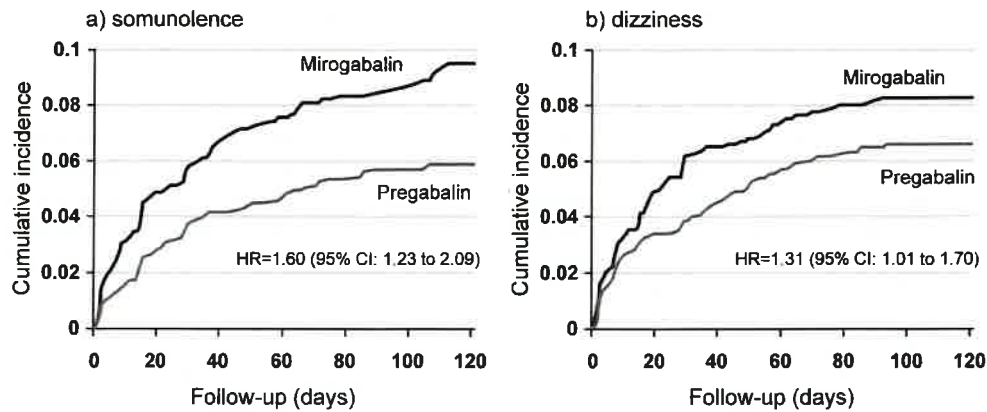 a) somunolence
0.1
0.08
0.06
0.04
0.02
0
Cumulative incidence
Mirogabalin
Pregabalin
HR=1.60 (95% CI: 1.23 to 2.09)
0 20 40 60 80 100 120
Follow-up (days)
b) dizziness
0.1
0.08
0.06
0.04
0.02
0
Cumulative incidence
Mirogabalin
Pregabalin
HR=1.31 (95% CI: 1.01 to 1.70)
0 20 40 60 80 100 120
Follow-up (days)